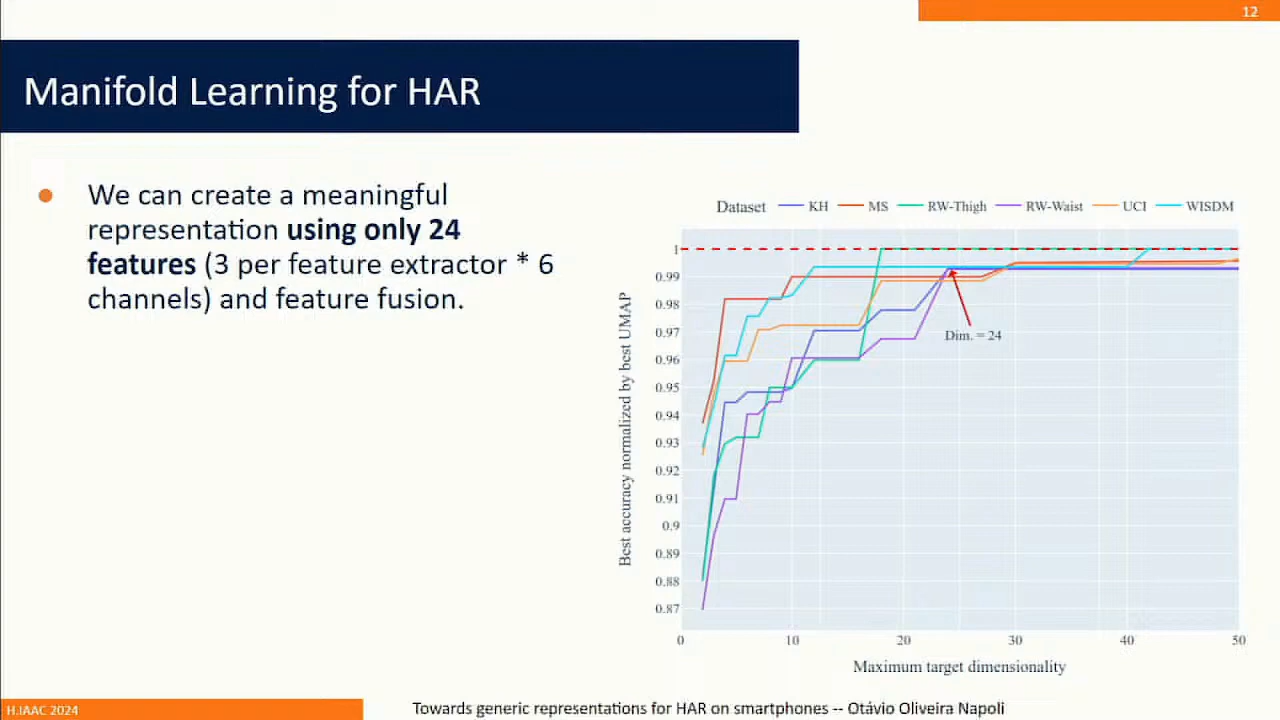 12
Manifold Learning for HAR
We can create a meaningful
representation using only 24
features (3 per feature extractor * 6
channels) and feature fusion.
Dataset KH MS RW-Thigh RW-Waist UCI WISDM
1
0.99
0.98
0.97
0.96
0.95
0.94
0.93
0.92
0.91
0.9
0.89
0.88
0.87
Best accuracy normalized by best UMAP
Dim. = 24
0 10 20 30 40 50
Maximum target dimensionality
H.IAAC 2024
Towards generic representations for HAR on smartphones -- Otávio Oliveira Napoli